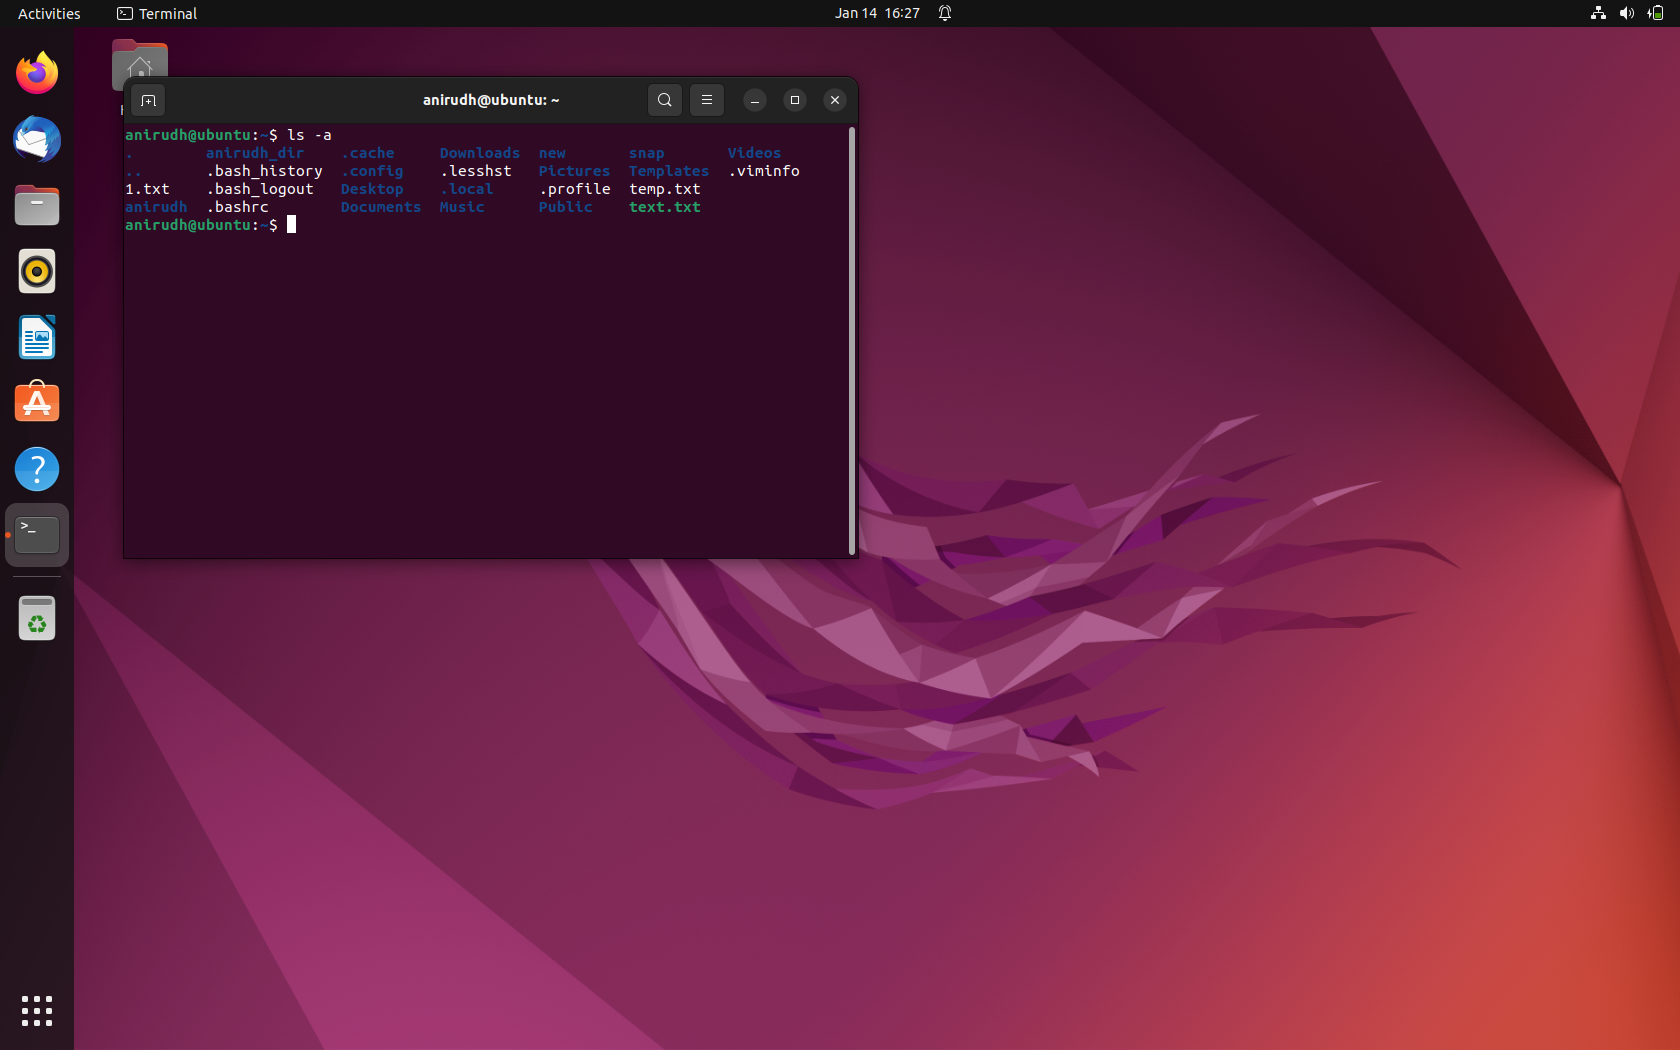 Activities Terminal Jan 14 16:27
anirudh@ubuntu: ~
anirudh@ubuntu:~$ ls -a
. anirudh_dir .cache Downloads new snap Videos
.. .bash_history .config .lesshst Pictures Templates .viminfo
1.txt .bash_logout Desktop .local .profile temp.txt
anirudh .bashrc Documents Music Public text.txt
anirudh@ubuntu:~$